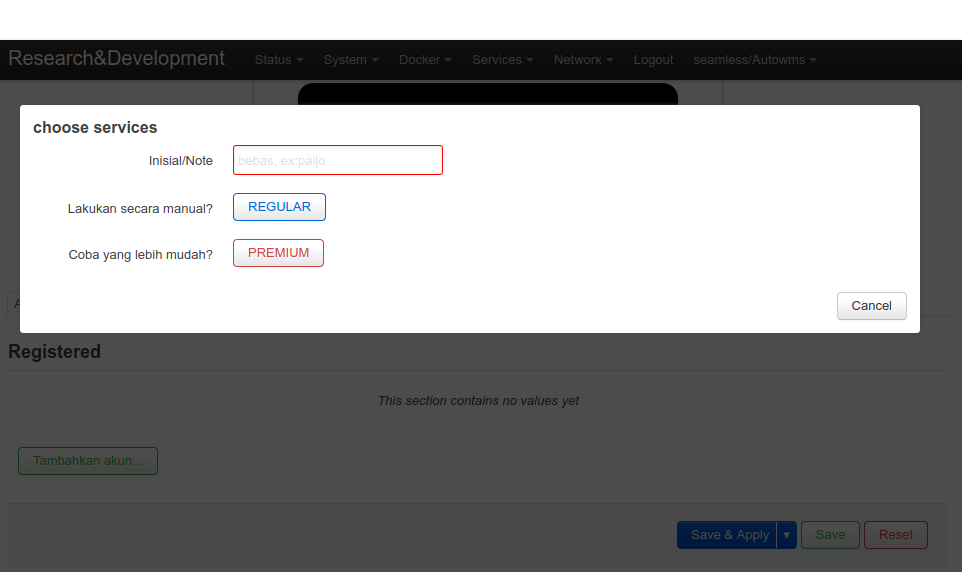 Research&Development Status System Docker Services Network Logout seamless/Autowms
choose services
Inisial/Note bebas, ex:paijo
Lakukan secara manual? REGULAR
Coba yang lebih mudah? PREMIUM
Cancel
Registered
This section contains no values yet
Tambahkan akun...
Save & Apply Save Reset